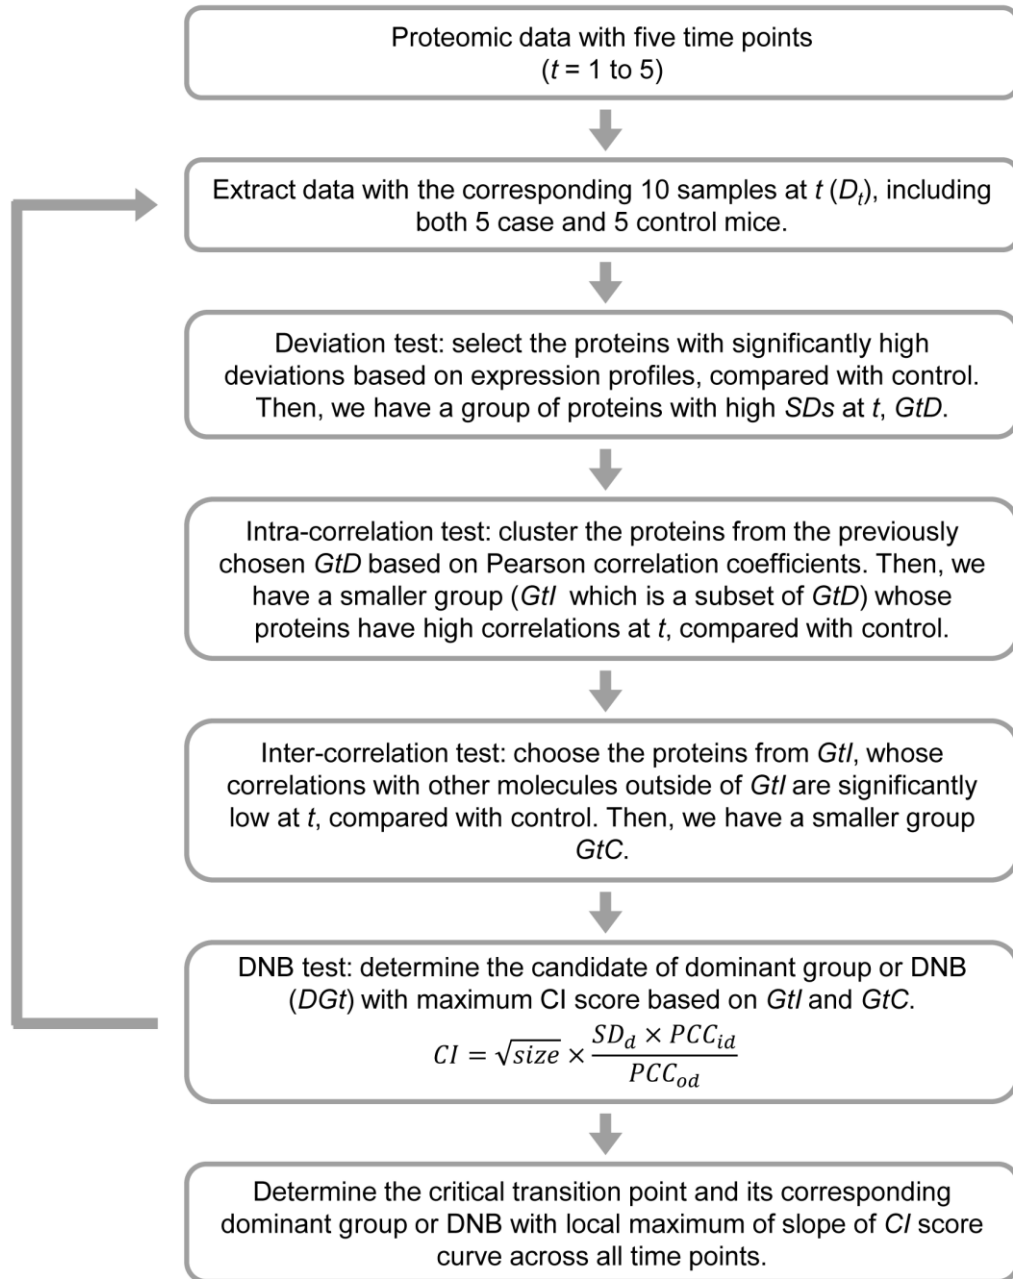 Proteomic data with five time points
(t = 1 to 5)
Extract data with the corresponding 10 samples at t (Dt), including
both 5 case and 5 control mice.
Deviation test: select the proteins with significantly high
deviations based on expression profiles, compared with control.
Then, we have a group of proteins with high SDs at t, GtD.
Intra-correlation test: cluster the proteins from the previously
chosen GtD based on Pearson correlation coefficients. Then, we
have a smaller group (GtI which is a subset of GtD) whose
proteins have high correlations at t, compared with control.
Inter-correlation test: choose the proteins from GtI, whose
correlations with other molecules outside of GtI are significantly
low at t, compared with control. Then, we have a smaller group
GtC.
DNB test: determine the candidate of dominant group or DNB
(DGt) with maximum CI score based on GtI and GtC.
CI = √size × (SD_d × PCC_id) / PCC_od
Determine the critical transition point and its corresponding
dominant group or DNB with local maximum of slope of CI score
curve across all time points.